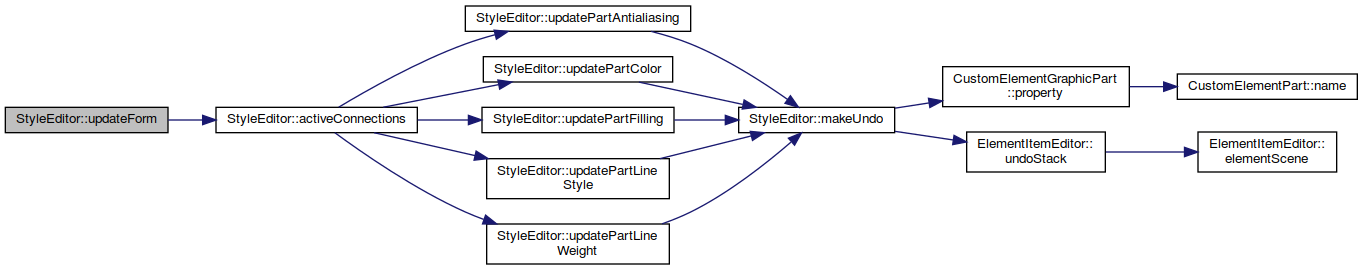 StyleEditor::updateForm
StyleEditor::activeConnections
StyleEditor::updatePartAntialiasing
StyleEditor::updatePartColor
StyleEditor::updatePartFilling
StyleEditor::updatePartLine
Style
StyleEditor::updatePartLine
Weight
StyleEditor::makeUndo
CustomElementGraphicPart
::property
ElementItemEditor::
undoStack
CustomElementPart::name
ElementItemEditor::
elementScene